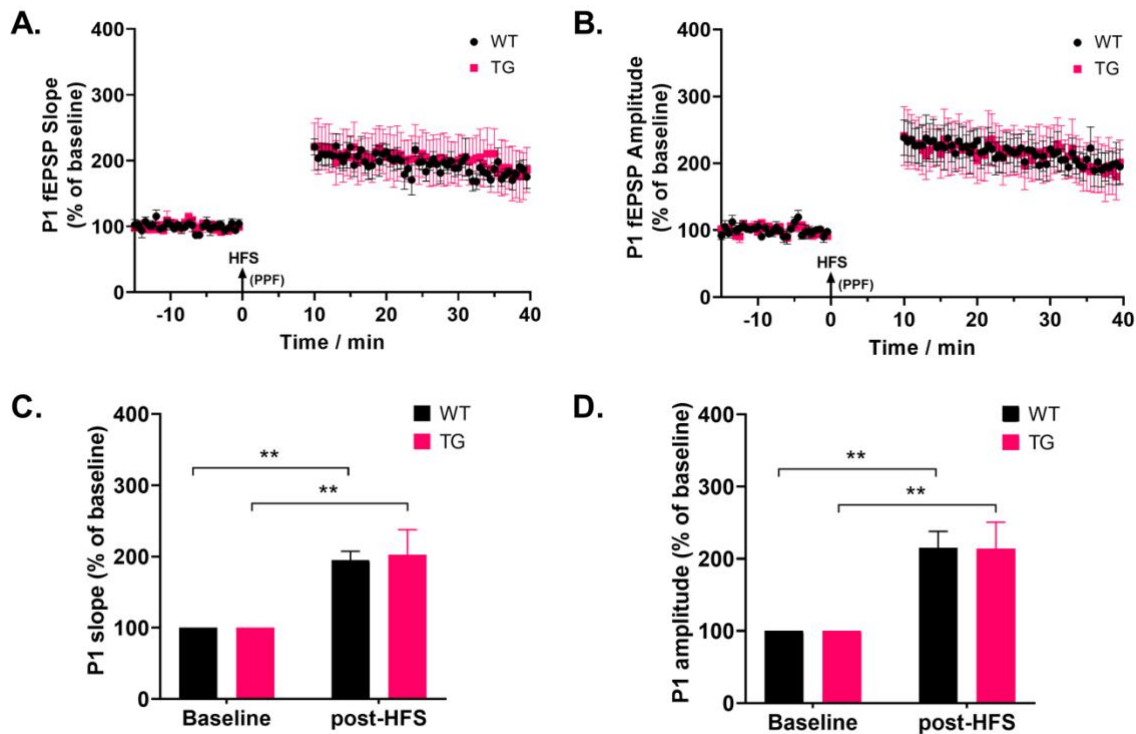 A.
P1 fEPSP Slope
(% of baseline)
400
300
200
100
0
WT
TG
HFS
(PPF)
-10
0
10
20
30
40
Time / min
B.
P1 fEPSP Amplitude
(% of baseline)
400
300
200
100
0
WT
TG
HFS
(PPF)
-10
0
10
20
30
40
Time / min
C.
P1 slope (% of baseline)
400
300
200
100
0
WT
TG
**
**
Baseline
post-HFS
D.
P1 amplitude (% of baseline)
400
300
200
100
0
WT
TG
**
**
Baseline
post-HFS